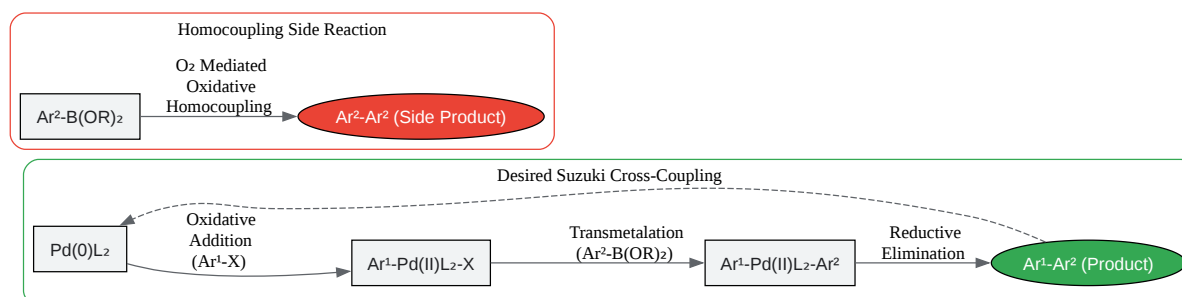 Homocoupling Side Reaction
O₂ Mediated
Oxidative
Homocoupling
Ar²-B(OR)₂
Ar²-Ar² (Side Product)
Desired Suzuki Cross-Coupling
Pd(0)L₂
Oxidative
Addition
(Ar¹-X)
Ar¹-Pd(II)L₂-X
Transmetalation
(Ar²-B(OR)₂)
Ar¹-Pd(II)L₂-Ar²
Reductive
Elimination
Ar¹-Ar² (Product)